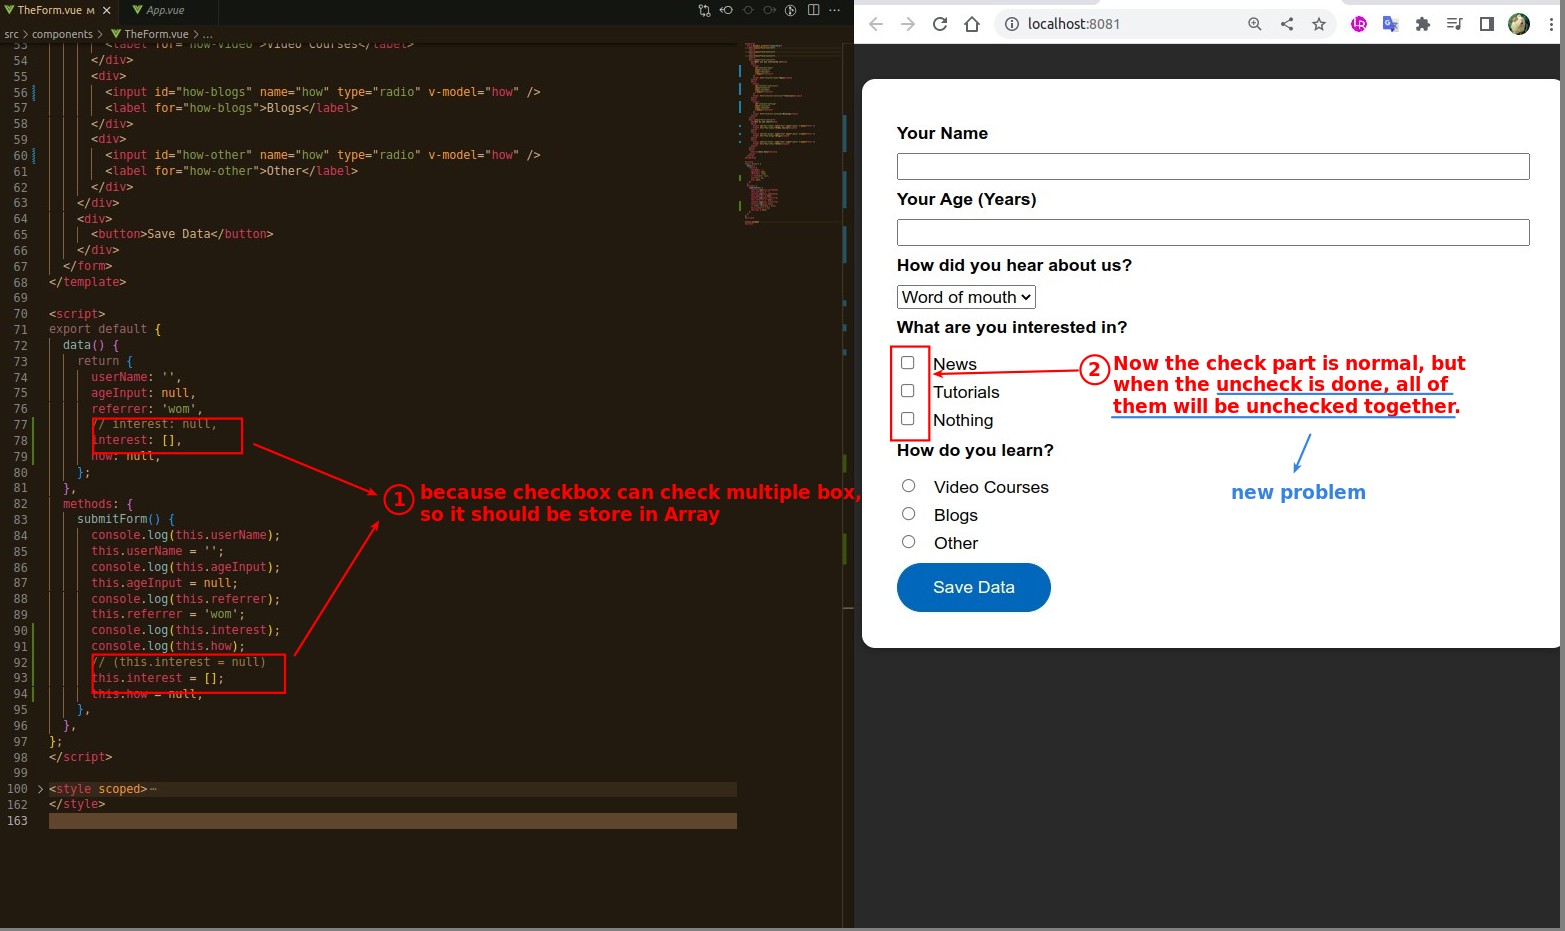 TheForm.vue M
App.vue
src > components > TheForm.vue > ...
53 <label for="how-video">Video Courses</label>
54 </div>
55 <div>
56 <input id="how-blogs" name="how" type="radio" v-model="how" />
57 <label for="how-blogs">Blogs</label>
58 </div>
59 <div>
60 <input id="how-other" name="how" type="radio" v-model="how" />
61 <label for="how-other">Other</label>
62 </div>
63 </div>
64 <div>
65 <button>Save Data</button>
66 </div>
67 </form>
68 </template>
69
70 <script>
71 export default {
72 data() {
73 return {
74 userName: '',
75 ageInput: null,
76 referrer: 'wom',
77 // interest: null,
78 interest: [],
79 how: null,
80 };
81 },
82 methods: {
83 submitForm() {
84 console.log(this.userName);
85 this.userName = '';
86 console.log(this.ageInput);
87 this.ageInput = null;
88 console.log(this.referrer);
89 this.referrer = 'wom';
90 console.log(this.interest);
91 console.log(this.how);
92 // (this.interest = null)
93 this.interest = [];
94 this.how = null;
95 },
96 },
97 };
98 </script>
99
100 <style scoped>…
162 </style>
163
1 because checkbox can check multiple box,
so it should be store in Array
localhost:8081
Your Name
Your Age (Years)
How did you hear about us?
Word of mouth
What are you interested in?
News
Tutorials
Nothing
2 Now the check part is normal, but
when the uncheck is done, all of
them will be unchecked together.
new problem
How do you learn?
Video Courses
Blogs
Other
Save Data